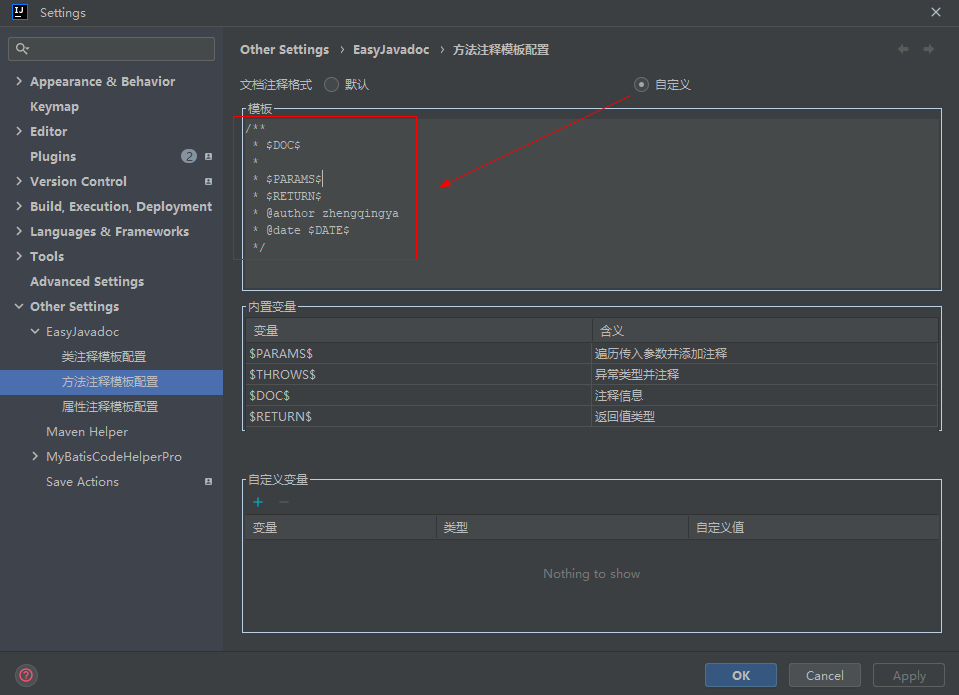 Settings
Appearance & Behavior
Keymap
Editor
Plugins 2
Version Control
Build, Execution, Deployment
Languages & Frameworks
Tools
Advanced Settings
Other Settings
EasyJavadoc
类注释模板配置
方法注释模板配置
属性注释模板配置
Maven Helper
MyBatisCodeHelperPro
Save Actions
Other Settings › EasyJavadoc › 方法注释模板配置
文档注释格式 默认 自定义
模板
/**
* $DOC$
*
* $PARAMS$
* $RETURN$
* @author zhengqingya
* @date $DATE$
*/
内置变量
变量 含义
$PARAMS$ 遍历传入参数并添加注释
$THROWS$ 异常类型并注释
$DOC$ 注释信息
$RETURN$ 返回值类型
自定义变量
+ −
变量 类型 自定义值
Nothing to show
? OK Cancel Apply